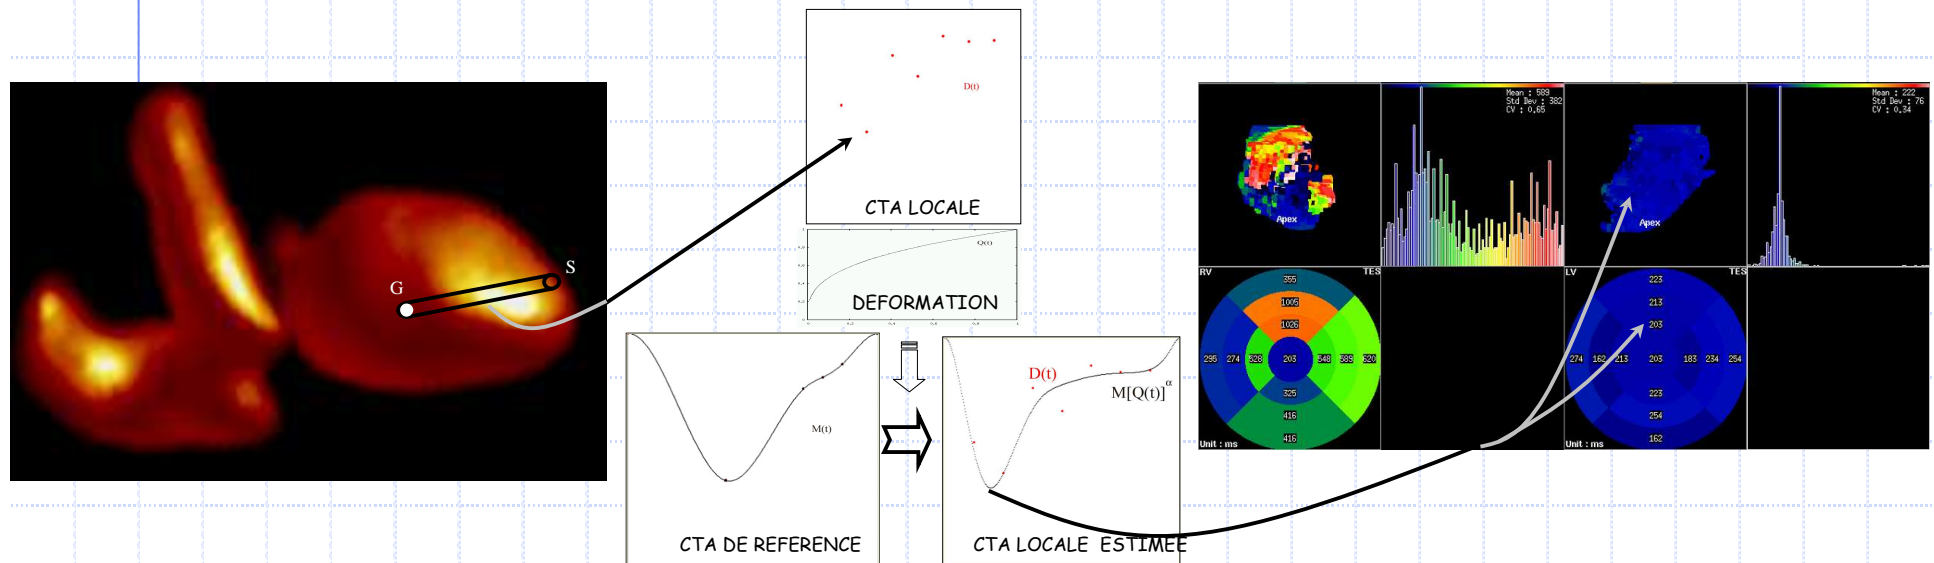 G
S
D(t)
CTA LOCALE
Q(t)
DEFORMATION
M(t)
CTA DE REFERENCE
D(t)
M[Q(t)]α
CTA LOCALE ESTIMEE
Mean : 589
Std Dev : 382
CV : 0.65
Apex
Mean : 222
Std Dev : 76
CV : 0.34
Apex
RV TES
355
1005
1026
295 274 528 203 548 589 620
325
416
416
Unit : ms
LV TES
223
213
203
274 162 213 203 183 234 254
223
254
162
Unit : ms